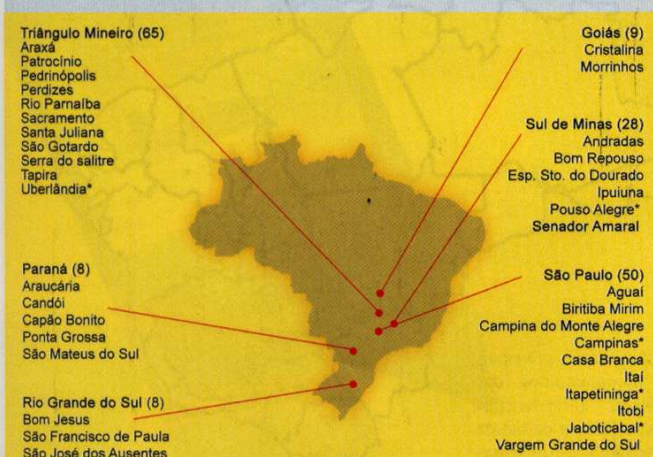 Triângulo Mineiro (65)
Araxá
Patrocínio
Pedrinópolis
Perdizes
Rio Parnaíba
Sacramento
Santa Juliana
São Gotardo
Serra do salitre
Tapira
Uberlândia*
Paraná (8)
Araucária
Candói
Capão Bonito
Ponta Grossa
São Mateus do Sul
Rio Grande do Sul (8)
Bom Jesus
São Francisco de Paula
São José dos Ausentes
Goiás (9)
Cristalina
Morrinhos
Sul de Minas (28)
Andradas
Bom Repouso
Esp. Sto. do Dourado
Ipuiuna
Pouso Alegre*
Senador Amaral
São Paulo (50)
Aguaí
Biritiba Mirim
Campina do Monte Alegre
Campinas*
Casa Branca
Itaí
Itapetininga*
Itobi
Jaboticabal*
Vargem Grande do Sul